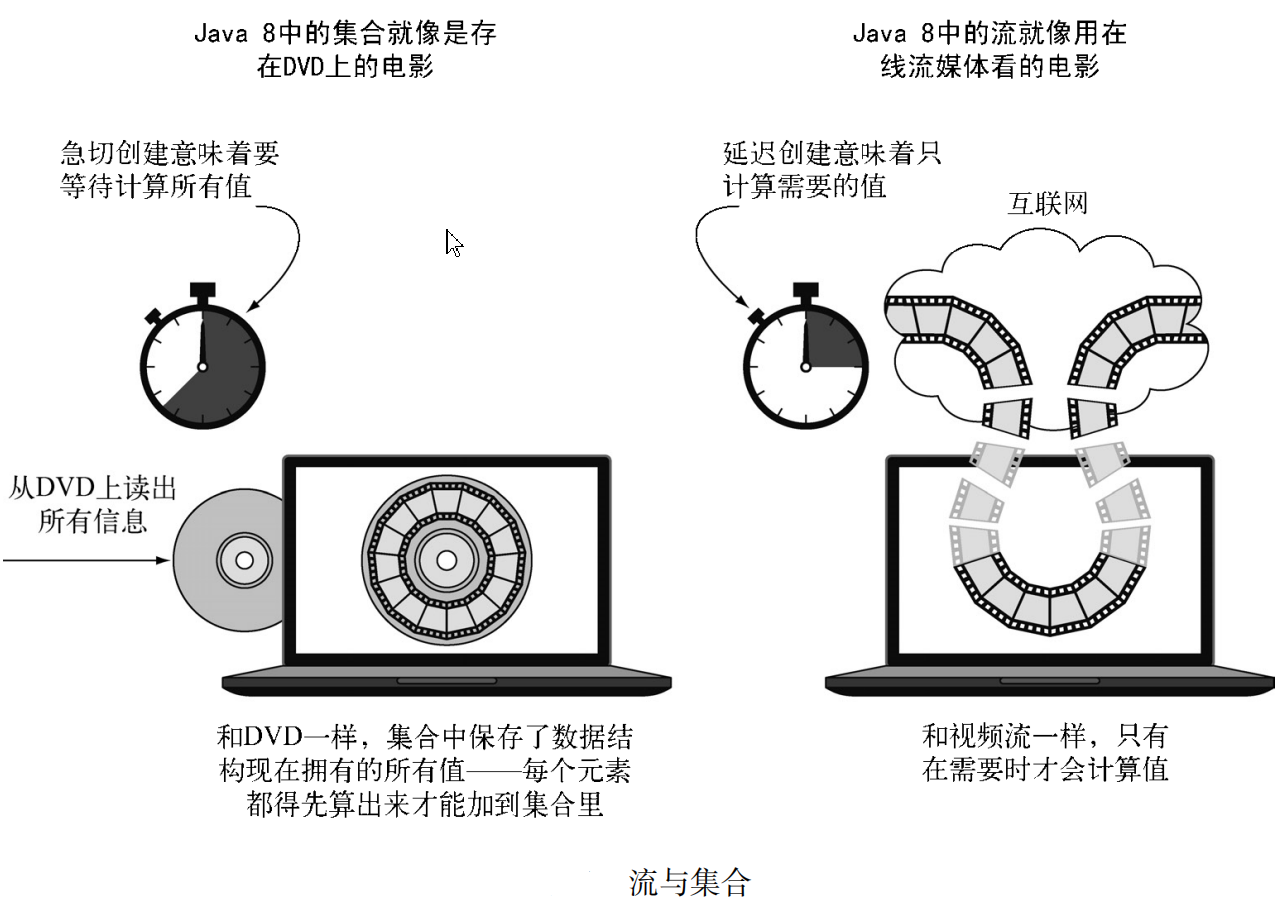 Java 8中的集合就像是存
在DVD上的电影
急切创建意味着要
等待计算所有值
从DVD上读出
所有信息
和DVD一样，集合中保存了数据结
构现在拥有的所有值——每个元素
都得先算出来才能加到集合里
Java 8中的流就像用在
线流媒体看的电影
延迟创建意味着只
计算需要的值
互联网
和视频流一样，只有
在需要时才会计算值
流与集合